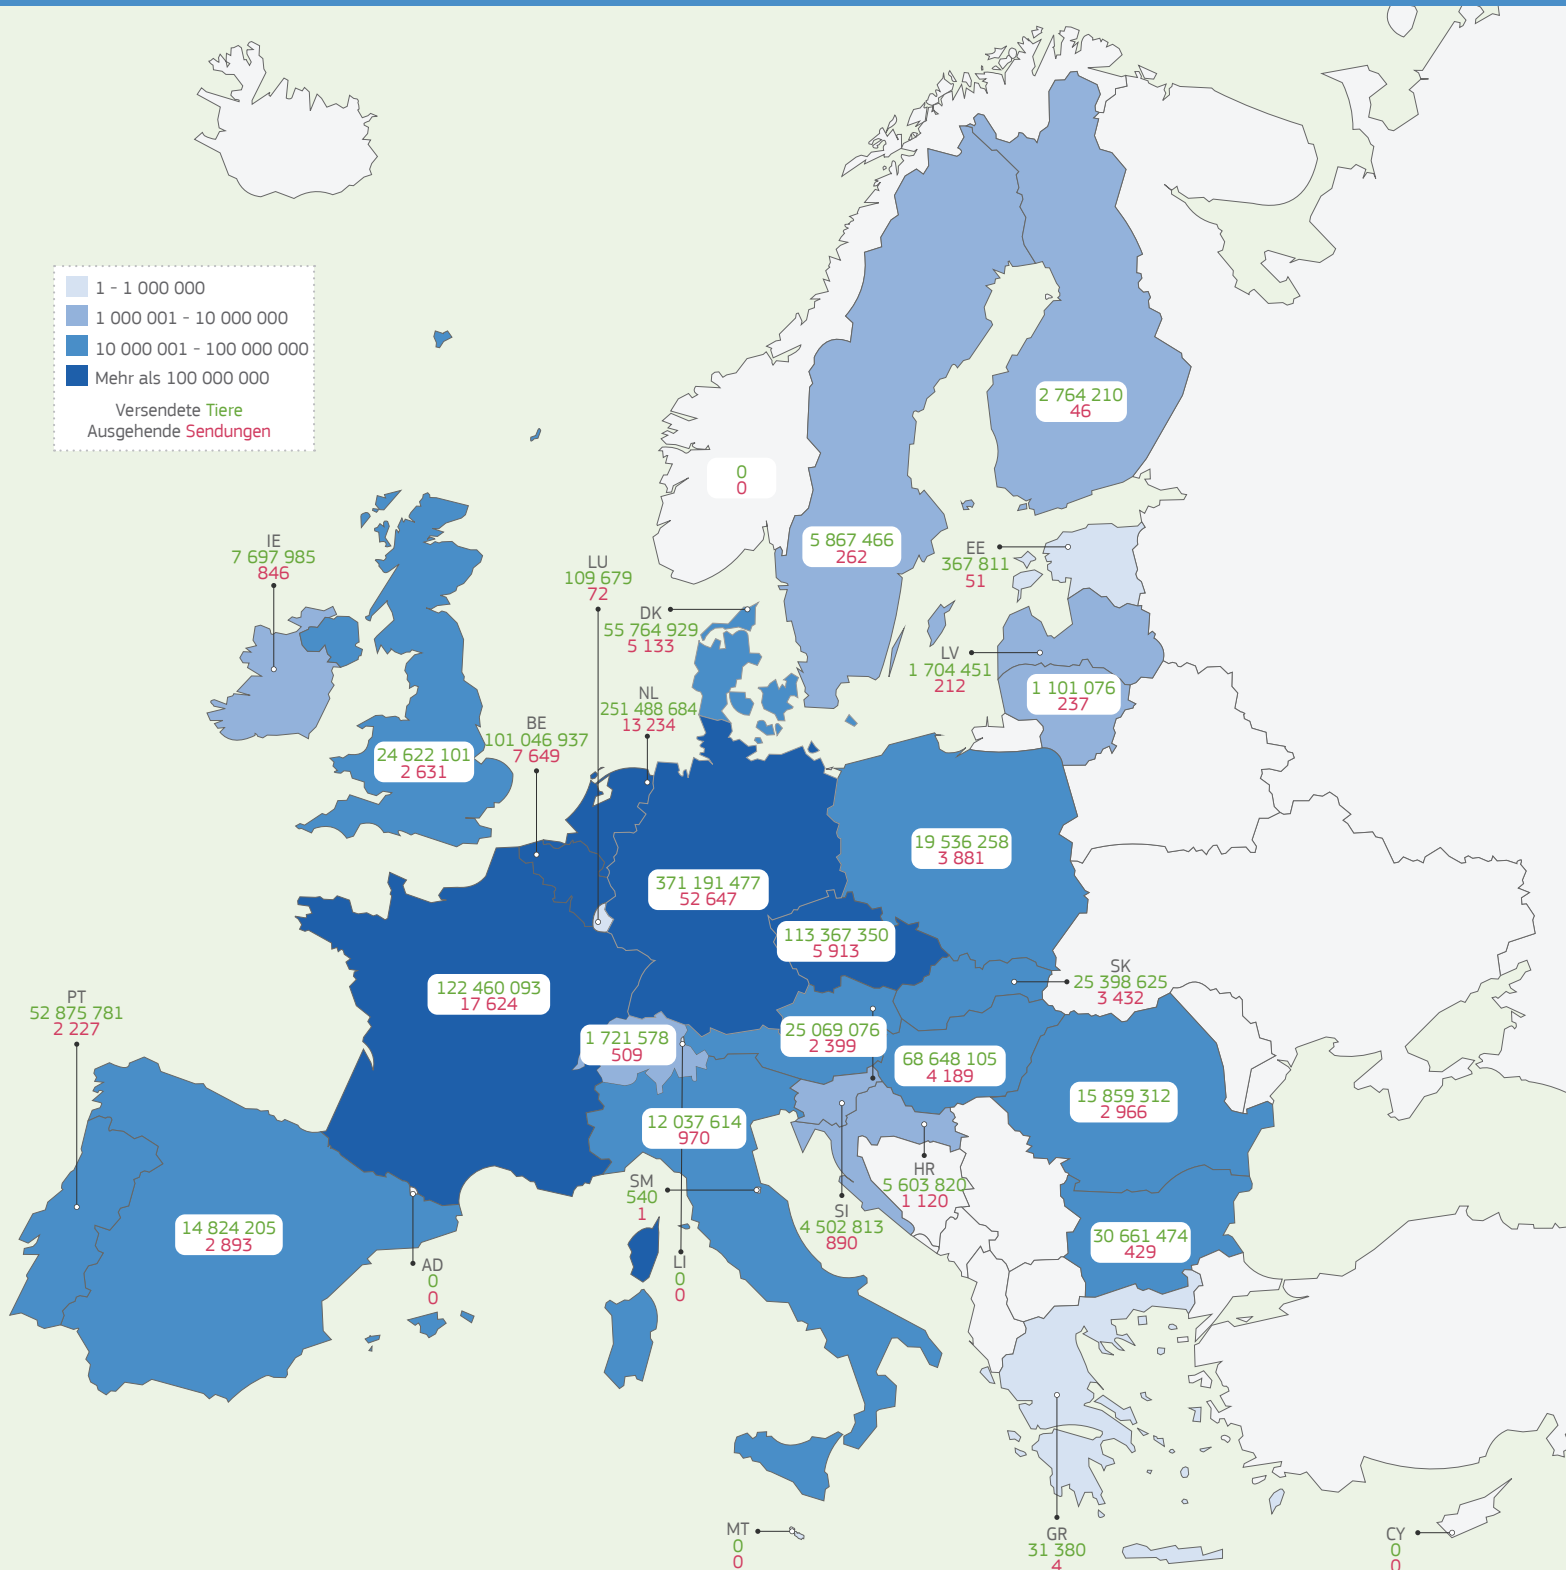 1 - 1 000 000
1 000 001 - 10 000 000
10 000 001 - 100 000 000
Mehr als 100 000 000
Versendete Tiere
Ausgehende Sendungen
2 764 210
46
0
0
5 867 466
262
EE
367 811
51
IE
7 697 985
846
LU
109 679
72
DK
55 764 929
5 133
LV
1 704 451
212
1 101 076
237
NL
251 488 684
13 234
BE
101 046 937
7 649
24 622 101
2 631
19 536 258
3 881
371 191 477
52 647
113 367 350
5 913
SK
25 398 625
3 432
122 460 093
17 624
PT
52 875 781
2 227
1 721 578
509
25 069 076
2 399
68 648 105
4 189
15 859 312
2 966
12 037 614
970
HR
5 603 820
1 120
SM
540
1
SI
4 502 813
890
14 824 205
2 893
30 661 474
429
AD
0
0
LI
0
0
MT
0
0
GR
31 380
4
CY
0
0